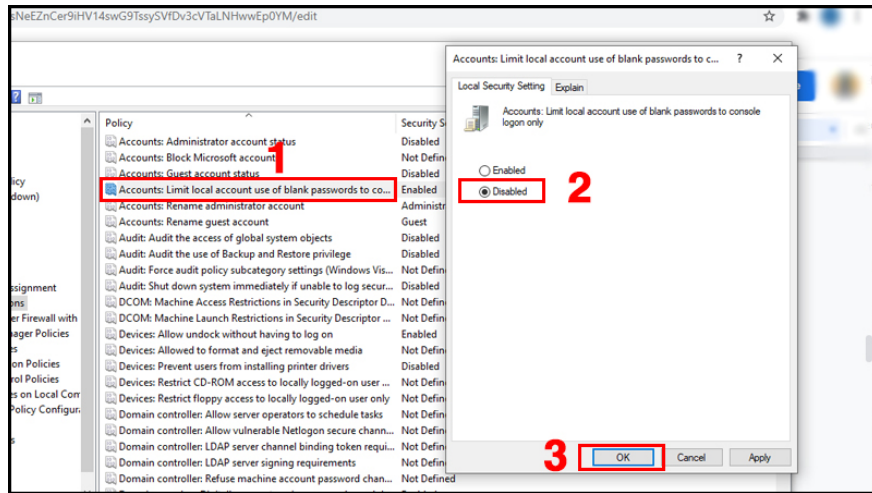 sNeEZnCer9iHV14swG9TssySVfDv3cVTaLNHwwEp0YM/edit
Accounts: Limit local account use of blank passwords to c... ? ×
Local Security Setting Explain
Accounts: Limit local account use of blank passwords to console
logon only
Enabled
Disabled
2
3
OK Cancel Apply
Policy Security S
Accounts: Administrator account status Disabled
1
Accounts: Block Microsoft accounts Not Defin
Accounts: Guest account status Disabled
Accounts: Limit local account use of blank passwords to co... Enabled
Accounts: Rename administrator account Administr
Accounts: Rename guest account Guest
Audit: Audit the access of global system objects Disabled
Audit: Audit the use of Backup and Restore privilege Disabled
Audit: Force audit policy subcategory settings (Windows Vis... Not Defin
Audit: Shut down system immediately if unable to log secur... Disabled
DCOM: Machine Access Restrictions in Security Descriptor D... Not Defin
DCOM: Machine Launch Restrictions in Security Descriptor ... Not Defin
Devices: Allow undock without having to log on Enabled
Devices: Allowed to format and eject removable media Not Defin
Devices: Prevent users from installing printer drivers Disabled
Devices: Restrict CD-ROM access to locally logged-on user ... Not Defin
Devices: Restrict floppy access to locally logged-on user only Not Defin
Domain controller: Allow server operators to schedule tasks Not Defin
Domain controller: Allow vulnerable Netlogon secure chann... Not Defin
Domain controller: LDAP server channel binding token requi... Not Defin
Domain controller: LDAP server signing requirements Not Defin
Domain controller: Refuse machine account password chan... Not Defined
icy
down)
ssignment
ons
er Firewall with
nager Policies
es
on Policies
rol Policies
s on Local Com
Policy Configur.
s